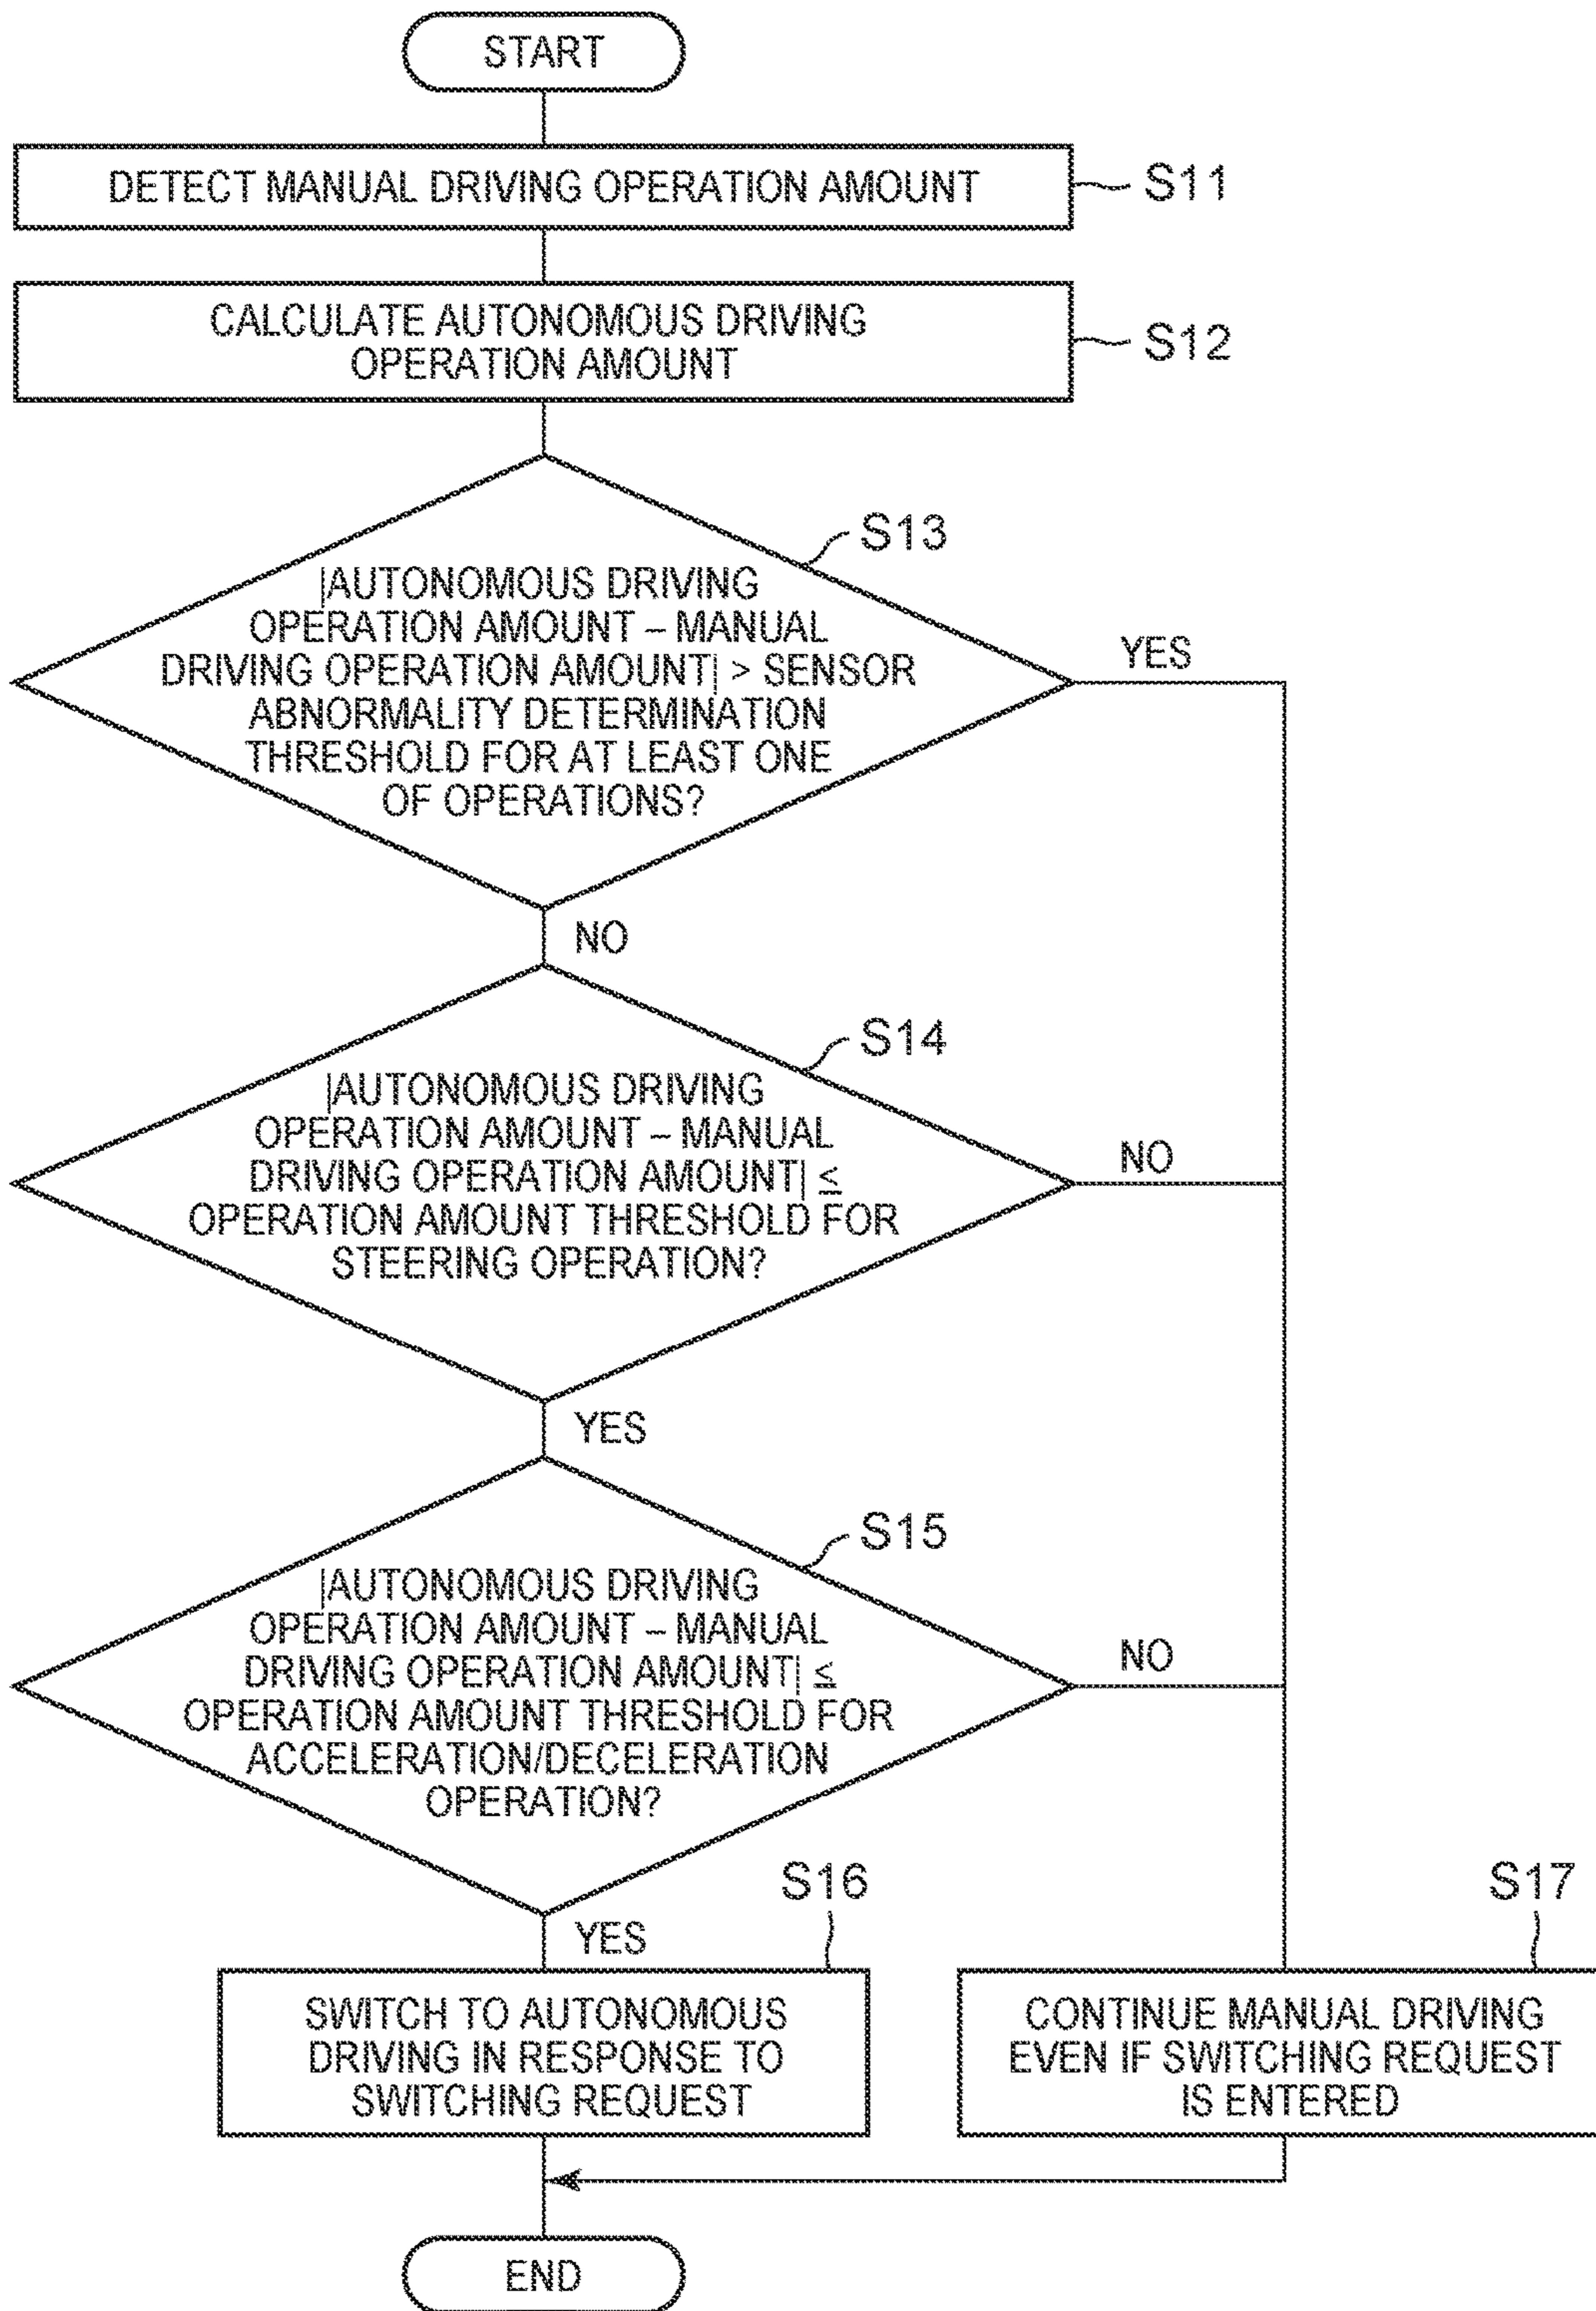 START
DETECT MANUAL DRIVING OPERATION AMOUNT
S11
CALCULATE AUTONOMOUS DRIVING
OPERATION AMOUNT
S12
S13
|AUTONOMOUS DRIVING
OPERATION AMOUNT – MANUAL
DRIVING OPERATION AMOUNT| > SENSOR
ABNORMALITY DETERMINATION
THRESHOLD FOR AT LEAST ONE
OF OPERATIONS?
YES
NO
S14
|AUTONOMOUS DRIVING
OPERATION AMOUNT – MANUAL
DRIVING OPERATION AMOUNT| ≤
OPERATION AMOUNT THRESHOLD FOR
STEERING OPERATION?
NO
YES
S15
|AUTONOMOUS DRIVING
OPERATION AMOUNT – MANUAL
DRIVING OPERATION AMOUNT| ≤
OPERATION AMOUNT THRESHOLD FOR
ACCELERATION/DECELERATION
OPERATION?
NO
YES
S16
SWITCH TO AUTONOMOUS
DRIVING IN RESPONSE TO
SWITCHING REQUEST
S17
CONTINUE MANUAL DRIVING
EVEN IF SWITCHING REQUEST
IS ENTERED
END